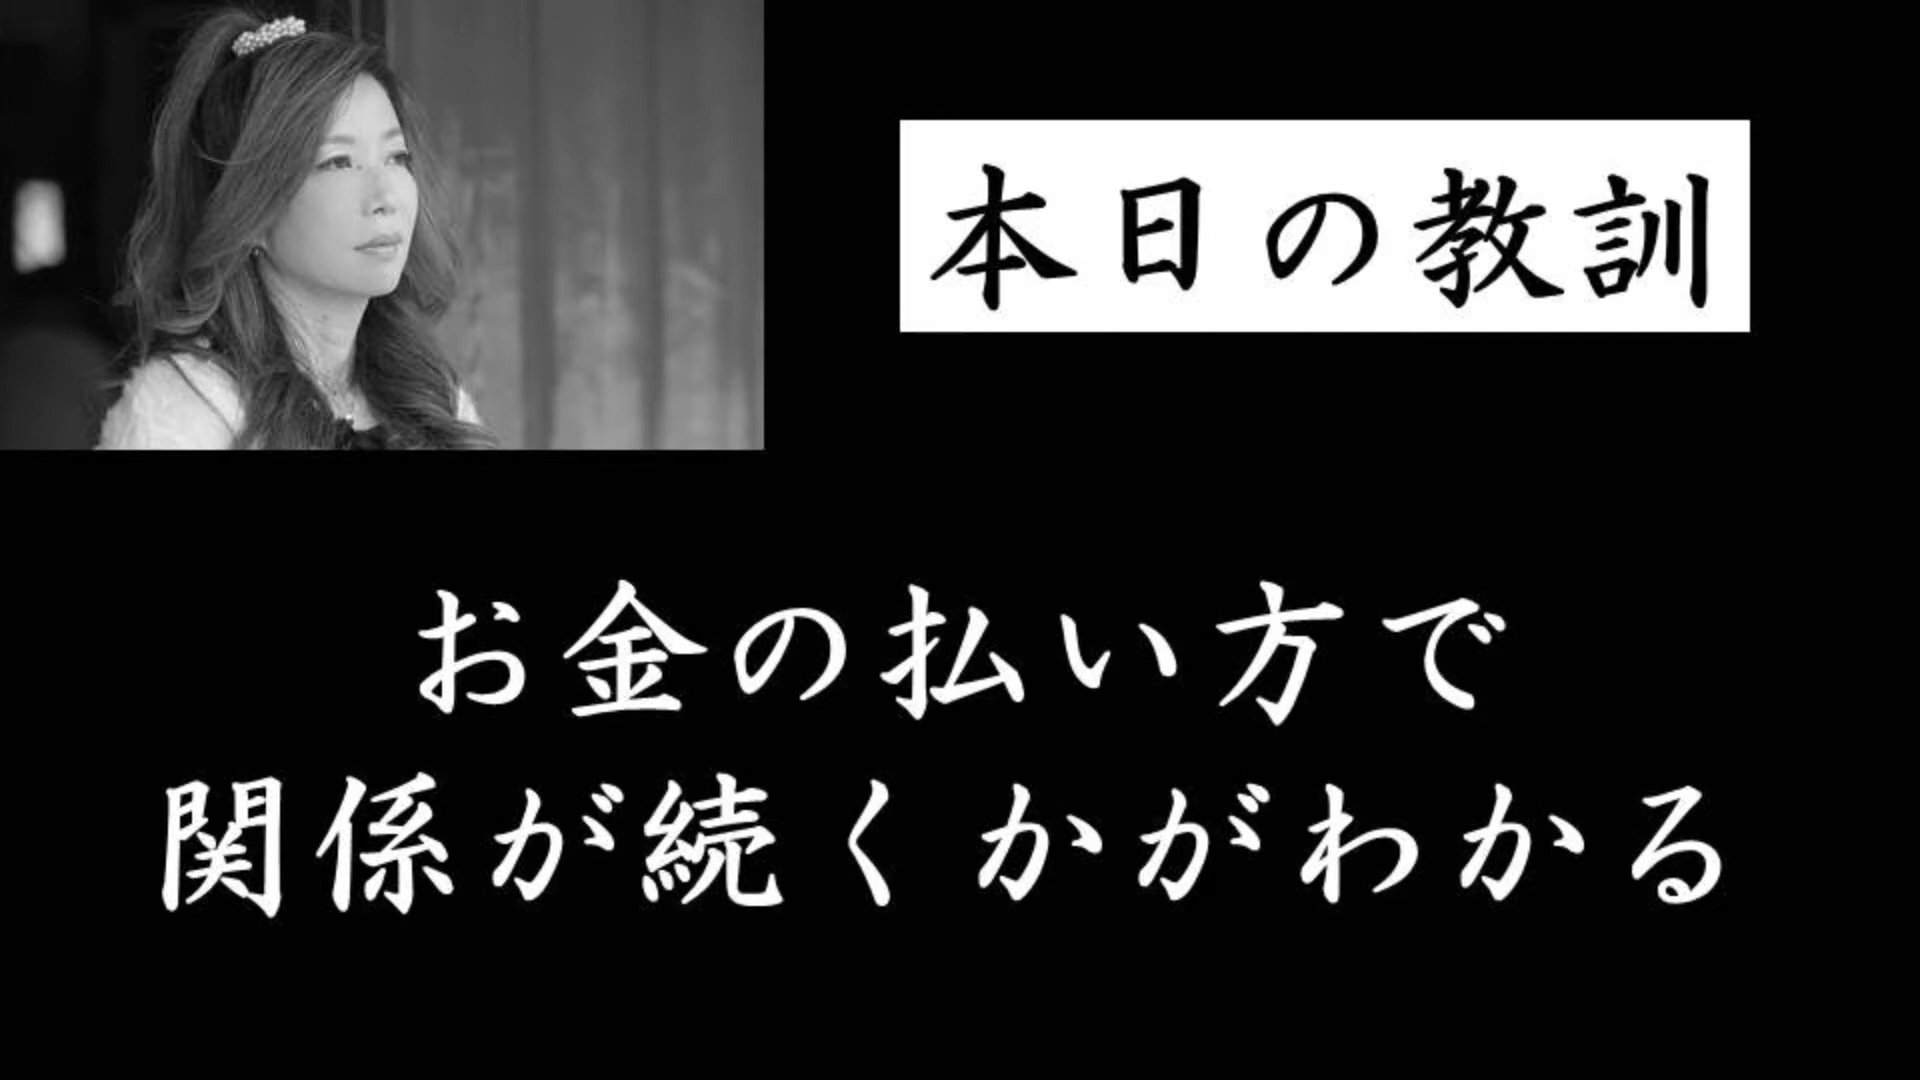 本日の教訓
お金の払い方で
関係が続くかがわかる